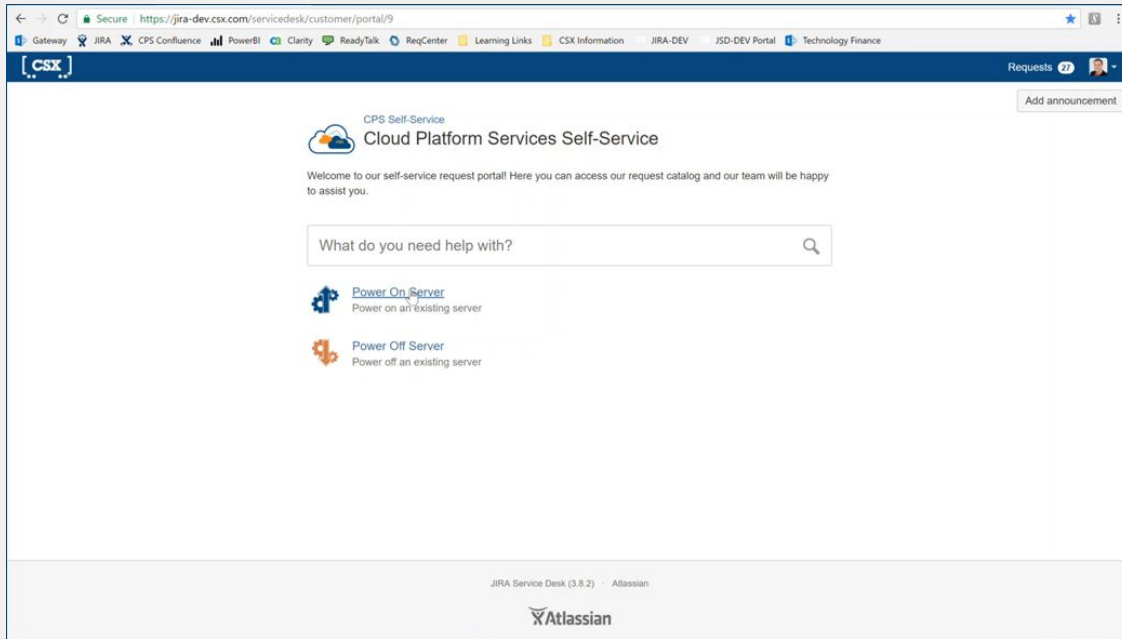 Secure https://jira-dev.csx.com/servicedesk/customer/portal/9
Gateway JIRA CPS Confluence PowerBI Clarity ReadyTalk ReqCenter Learning Links CSX Information JIRA-DEV JSD-DEV Portal Technology Finance
[CSX] Requests 27
Add announcement
CPS Self-Service
Cloud Platform Services Self-Service
Welcome to our self-service request portal! Here you can access our request catalog and our team will be happy
to assist you.
What do you need help with?
Power On Server
Power on an existing server
Power Off Server
Power off an existing server
JIRA Service Desk (3.8.2) · Atlassian
Atlassian